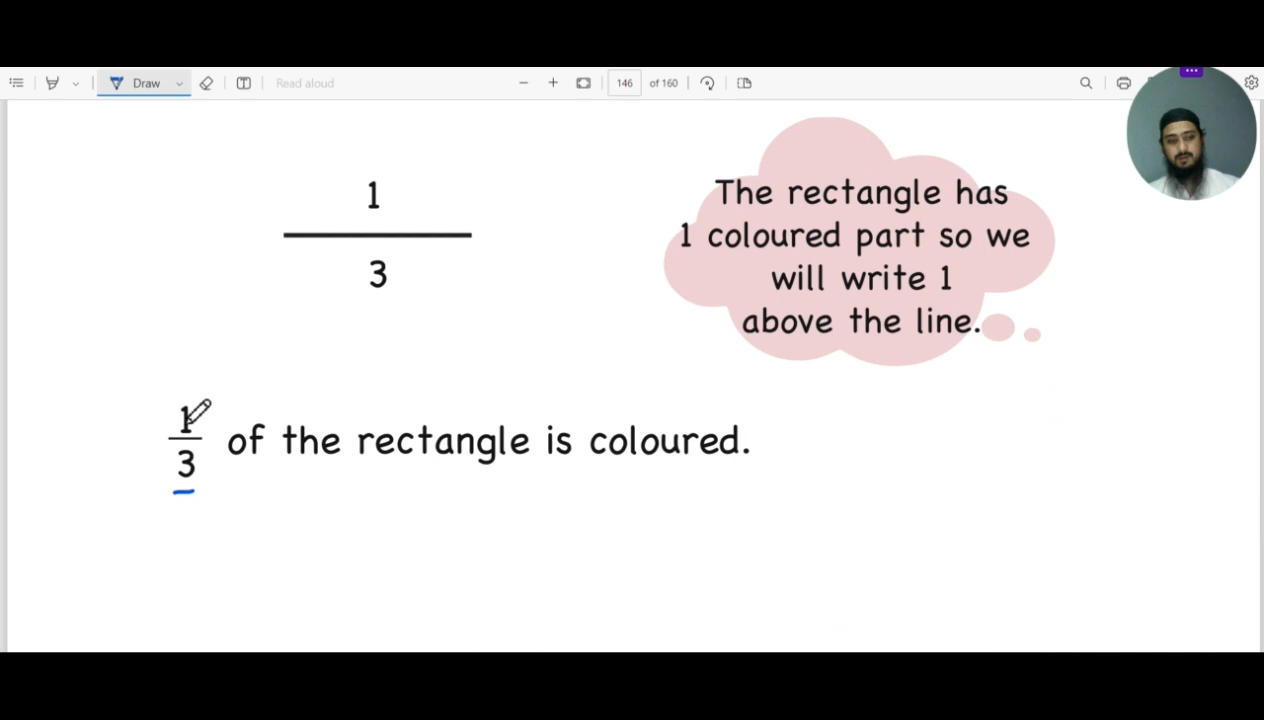 Draw
Read aloud
146 of 160
1
3
The rectangle has
1 coloured part so we
will write 1
above the line.
1
3 of the rectangle is coloured.